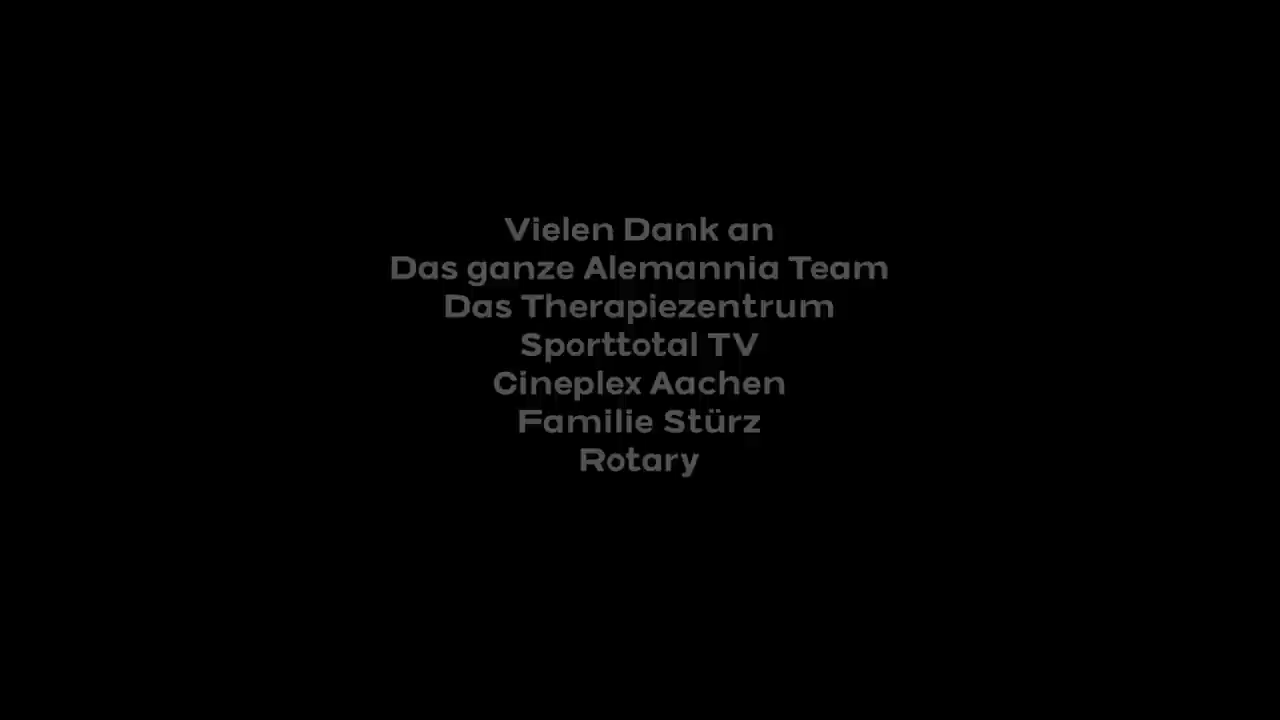 Vielen Dank an
Das ganze Alemannia Team
Das Therapiezentrum
Sporttotal TV
Cineplex Aachen
Familie Stürz
Rotary